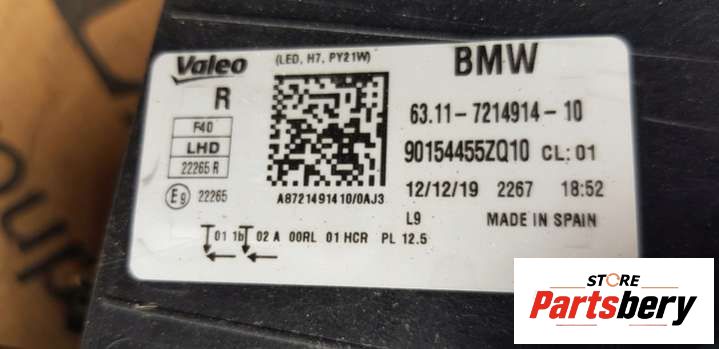 Valeo
(LED, H7, PY21W)
BMW
R
F40
LHD
22265 R
E9 22265
A8721491410/0AJ3
63.11-7214914-10
90154455ZQ10 CL:01
12/12/19 2267 18:52
L9 MADE IN SPAIN
01 1b 02 A 00RL 01 HCR PL 12.5
STORE
Partsbery